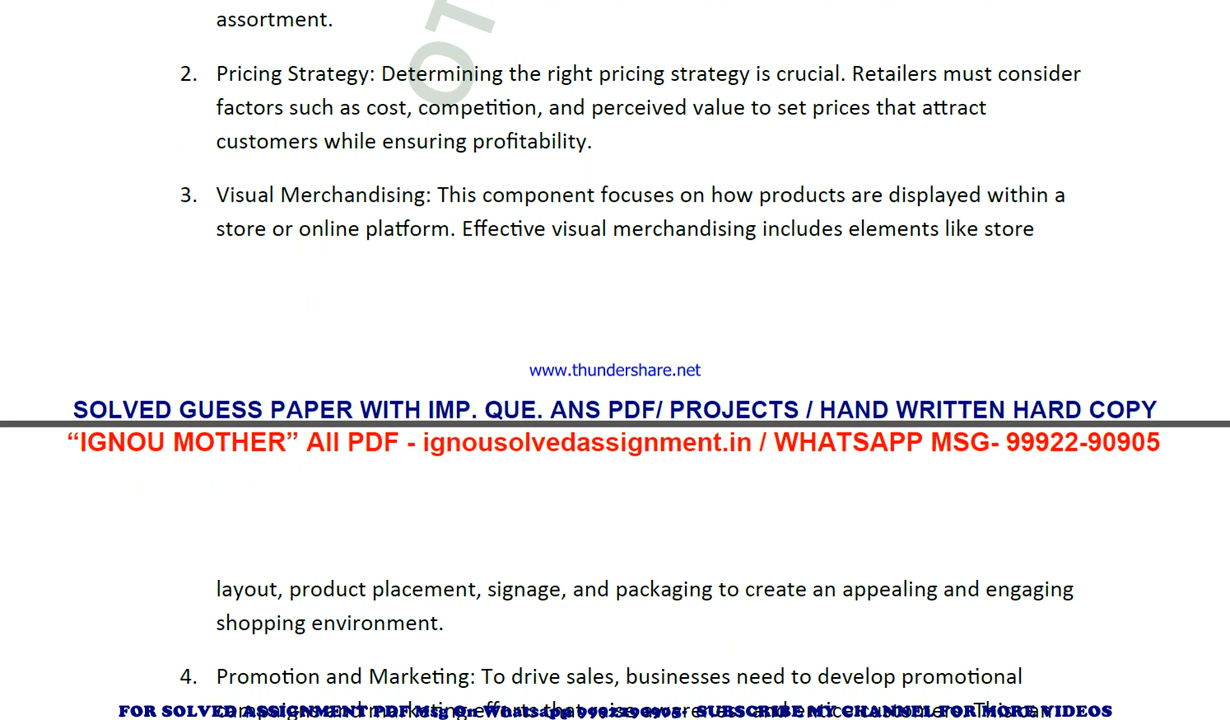 assortment.
OT
2. Pricing Strategy: Determining the right pricing strategy is crucial. Retailers must consider
factors such as cost, competition, and perceived value to set prices that attract
customers while ensuring profitability.
3. Visual Merchandising: This component focuses on how products are displayed within a
store or online platform. Effective visual merchandising includes elements like store
www.thundershare.net
SOLVED GUESS PAPER WITH IMP. QUE. ANS PDF/ PROJECTS / HAND WRITTEN HARD COPY
“IGNOU MOTHER” All PDF - ignousolvedassignment.in / WHATSAPP MSG- 99922-90905
layout, product placement, signage, and packaging to create an appealing and engaging
shopping environment.
4. Promotion and Marketing: To drive sales, businesses need to develop promotional
FOR SOLVED ASSIGNMENT PDF Msg On Whatsapp 9992290905- SUBSCRIBE MY CHANNEL FOR MORE VIDEOS